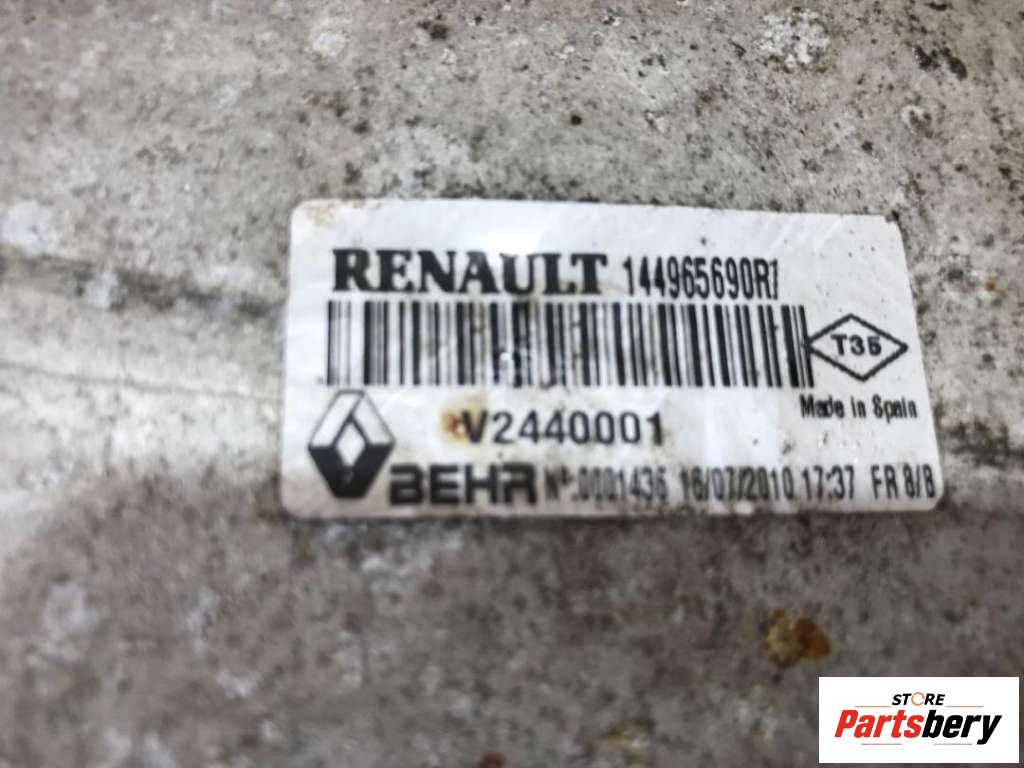 RENAULT 144965690R
T35
Made in Spain
V2440001
BEHR Nº:0001436 16/07/2010 17:37 FR 8/8
STORE
Partsbery